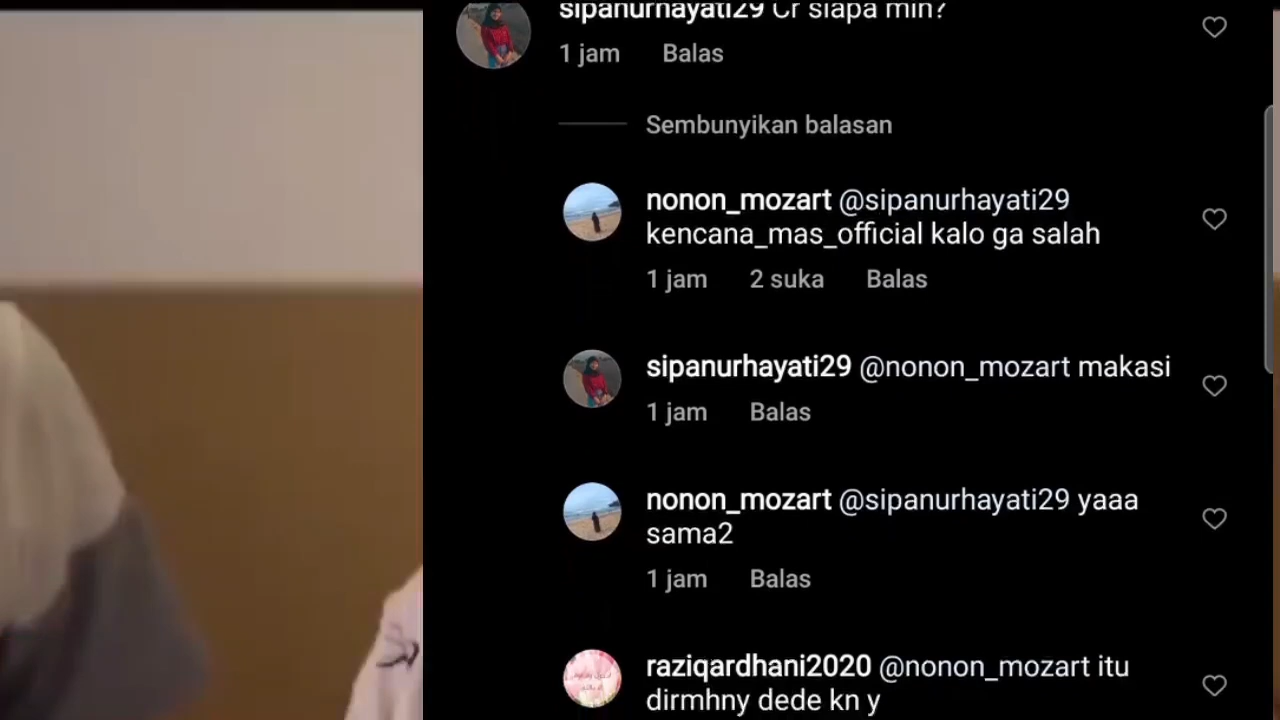 sipanurhayati29 Cr siapa min?
1 jam Balas
Sembunyikan balasan
nonon_mozart @sipanurhayati29
kencana_mas_official kalo ga salah
1 jam 2 suka Balas
sipanurhayati29 @nonon_mozart makasi
1 jam Balas
nonon_mozart @sipanurhayati29 yaaa
sama2
1 jam Balas
raziqardhani2020 @nonon_mozart itu
dirmhny dede kn y